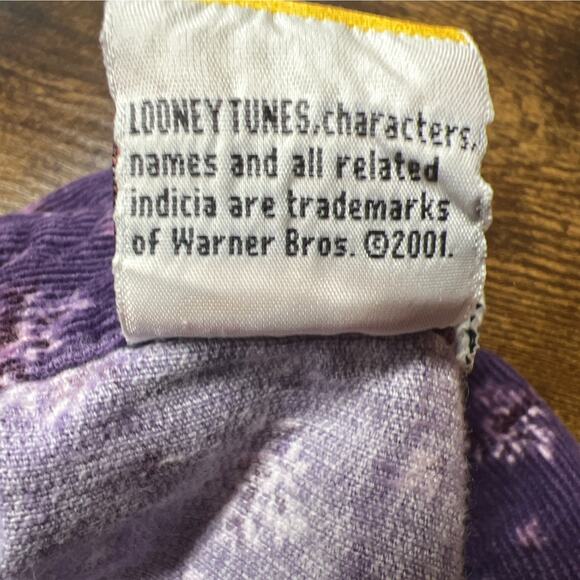 LOONEY TUNES, characters,
names and all related
indicia are trademarks
of Warner Bros. ©2001.